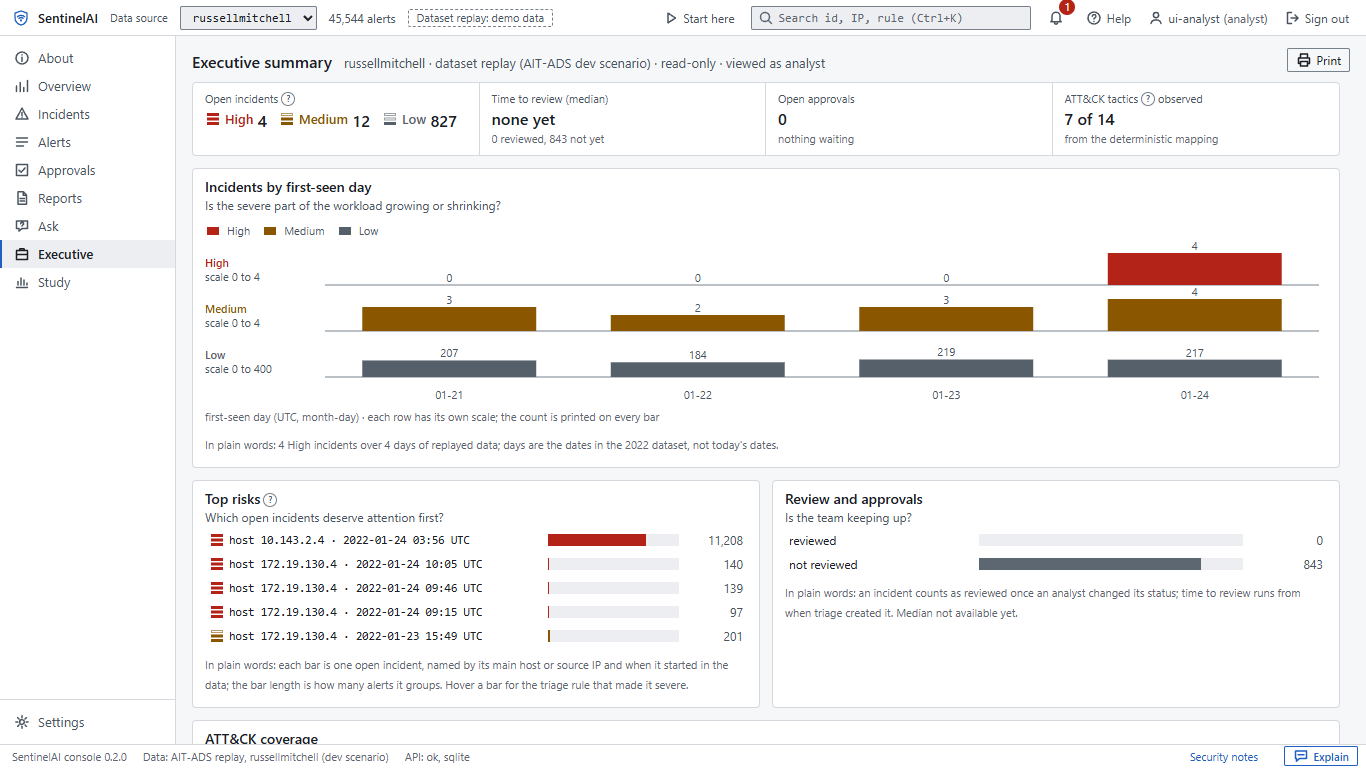 SentinelAI Data source russellmitchell 45,544 alerts Dataset replay: demo data Start here Search id, IP, rule (Ctrl+K) 1 Help ui-analyst (analyst) Sign out
About
Overview
Incidents
Alerts
Approvals
Reports
Ask
Executive
Study
Settings
Executive summary russellmitchell · dataset replay (AIT-ADS dev scenario) · read-only · viewed as analyst Print
Open incidents ?
High 4 Medium 12 Low 827
Time to review (median)
none yet
0 reviewed, 843 not yet
Open approvals
0
nothing waiting
ATT&CK tactics ? observed
7 of 14
from the deterministic mapping
Incidents by first-seen day
Is the severe part of the workload growing or shrinking?
High Medium Low
High
scale 0 to 4
0 0 0 4
Medium
scale 0 to 4
3 2 3 4
Low
scale 0 to 400
207 184 219 217
01-21 01-22 01-23 01-24
first-seen day (UTC, month-day) · each row has its own scale; the count is printed on every bar
In plain words: 4 High incidents over 4 days of replayed data; days are the dates in the 2022 dataset, not today's dates.
Top risks ?
Which open incidents deserve attention first?
host 10.143.2.4 · 2022-01-24 03:56 UTC 11,208
host 172.19.130.4 · 2022-01-24 10:05 UTC 140
host 172.19.130.4 · 2022-01-24 09:46 UTC 139
host 172.19.130.4 · 2022-01-24 09:15 UTC 97
host 172.19.130.4 · 2022-01-23 15:49 UTC 201
In plain words: each bar is one open incident, named by its main host or source IP and when it started in the
data; the bar length is how many alerts it groups. Hover a bar for the triage rule that made it severe.
Review and approvals
Is the team keeping up?
reviewed 0
not reviewed 843
In plain words: an incident counts as reviewed once an analyst changed its status; time to review runs from
when triage created it. Median not available yet.
ATT&CK coverage
SentinelAI console 0.2.0 Data: AIT-ADS replay, russellmitchell (dev scenario) API: ok, sqlite Security notes Explain